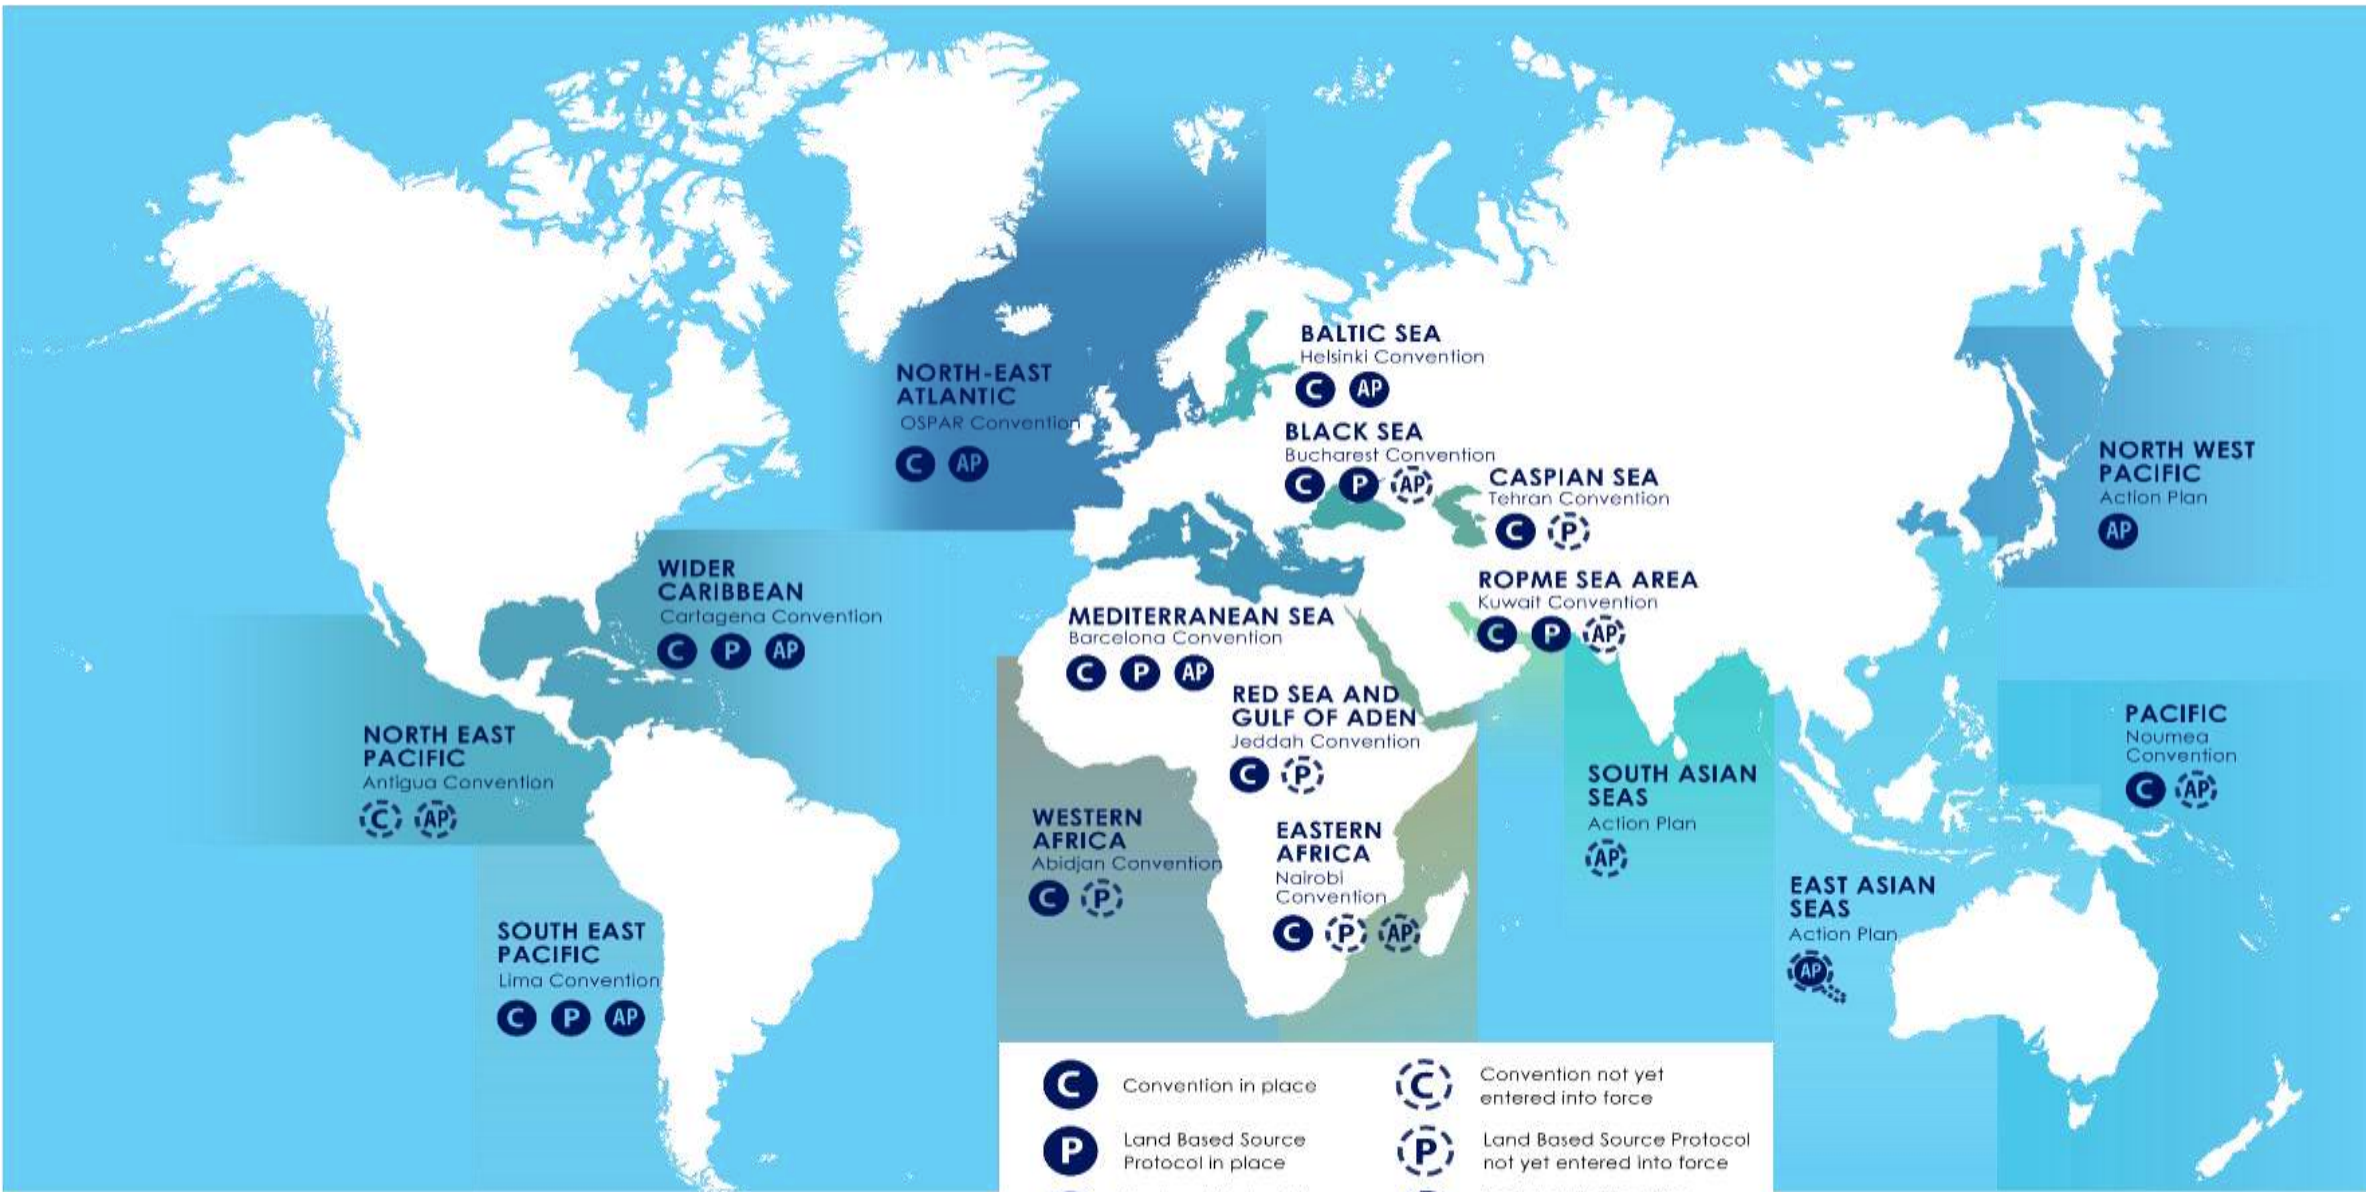 BALTIC SEA
Helsinki Convention
C AP
NORTH-EAST
ATLANTIC
OSPAR Convention
C AP
BLACK SEA
Bucharest Convention
C P AP
CASPIAN SEA
Tehran Convention
C P
NORTH WEST
PACIFIC
Action Plan
AP
WIDER
CARIBBEAN
Cartagena Convention
C P AP
MEDITERRANEAN SEA
Barcelona Convention
C P AP
ROPME SEA AREA
Kuwait Convention
C P AP
RED SEA AND
GULF OF ADEN
Jeddah Convention
C P
NORTH EAST
PACIFIC
Antigua Convention
C AP
PACIFIC
Noumea
Convention
C AP
SOUTH ASIAN
SEAS
Action Plan
AP
WESTERN
AFRICA
Abidjan Convention
C P
EASTERN
AFRICA
Nairobi
Convention
C P AP
EAST ASIAN
SEAS
Action Plan
AP
SOUTH EAST
PACIFIC
Lima Convention
C P AP
C Convention in place
C Convention not yet
entered into force
P Land Based Source
Protocol in place
P Land Based Source Protocol
not yet entered into force